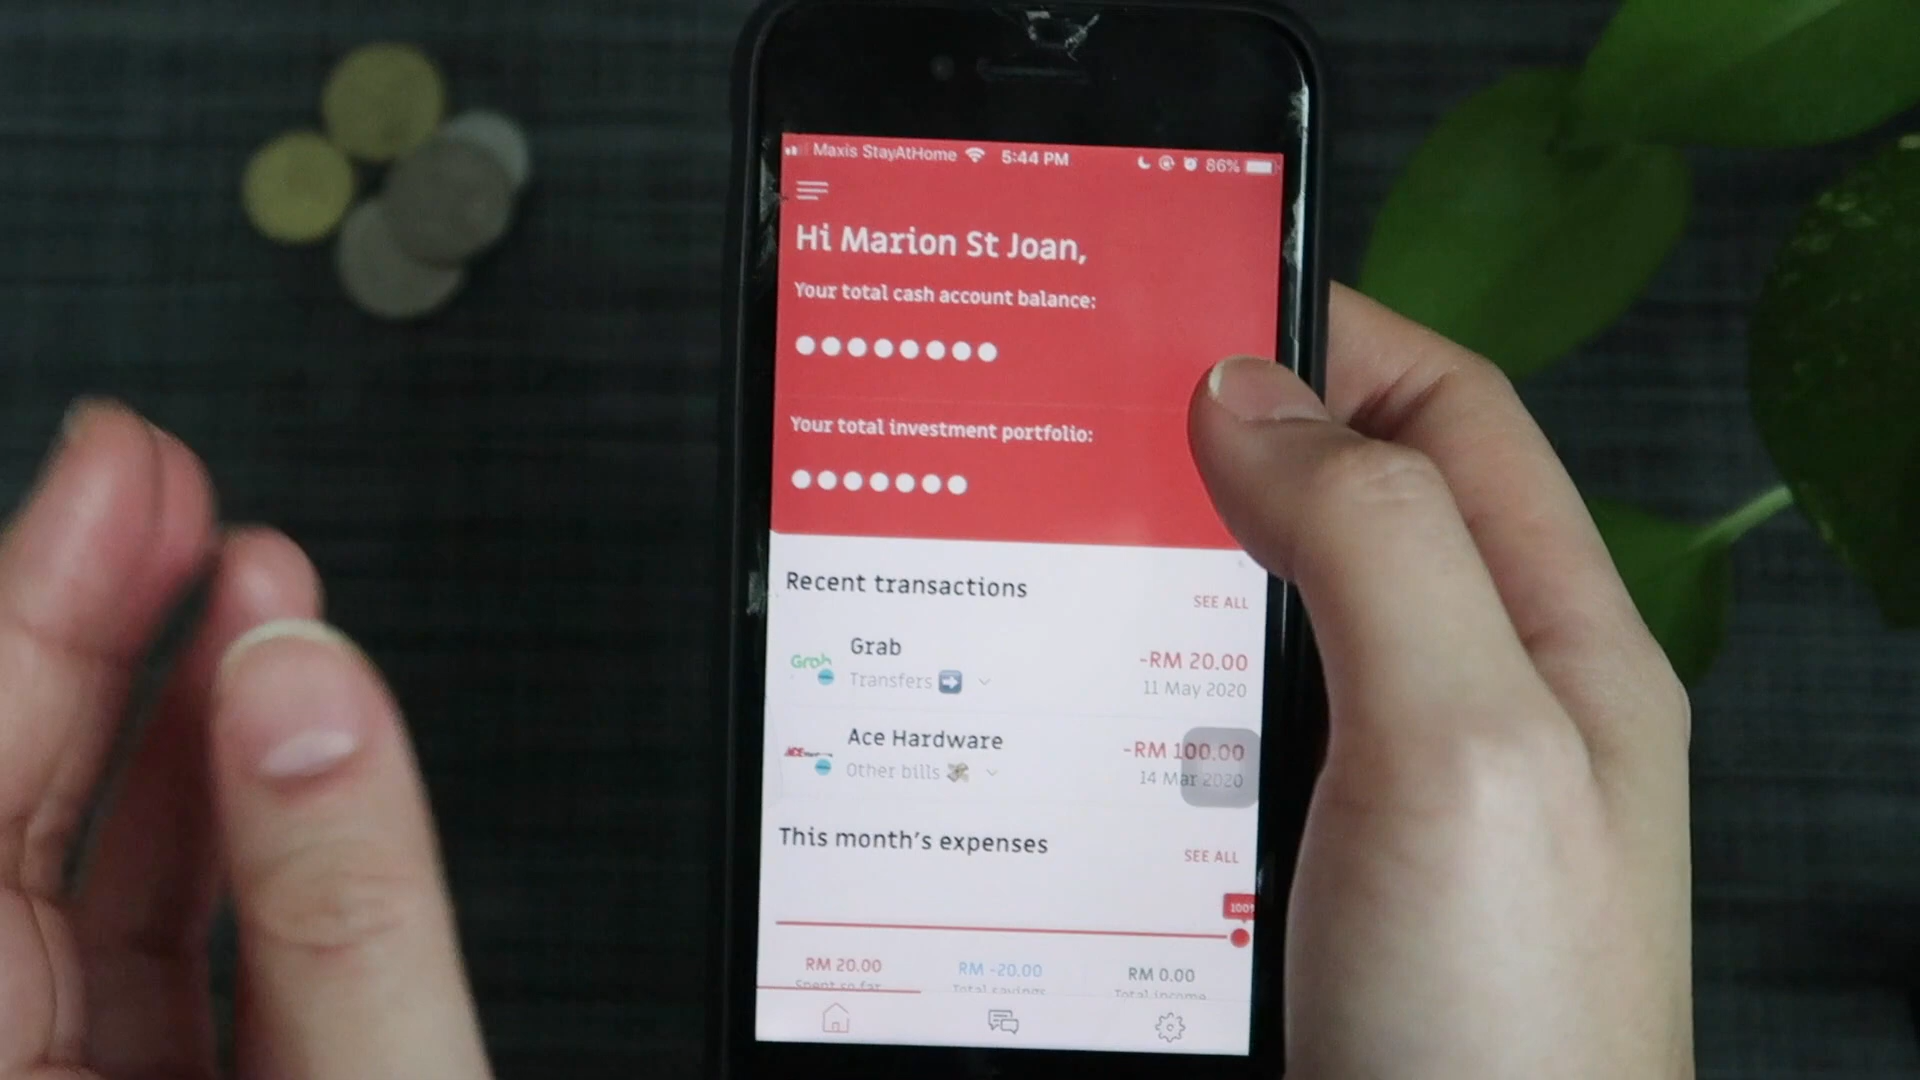 Maxis StayAtHome 5:44 PM 86%
Hi Marion St Joan,
Your total cash account balance:
Your total investment portfolio:
Recent transactions
SEE ALL
Grab
Grab
-RM 20.00
Transfers
11 May 2020
ACE
Ace Hardware
-RM 100.00
Other bills
14 Mar 2020
This month's expenses
SEE ALL
100%
RM 20.00 RM -20.00 RM 0.00
Spent so far Total savings Total income